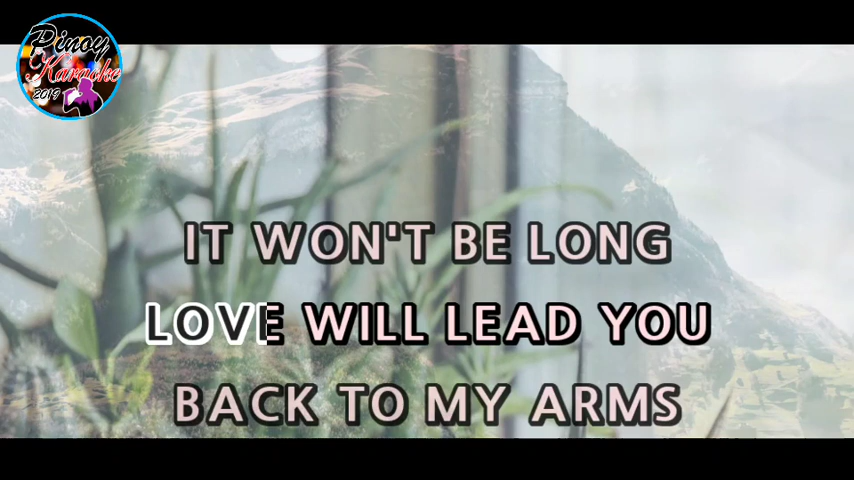 Pinoy
Karaoke
2019
IT WON'T BE LONG
LOVE WILL LEAD YOU
BACK TO MY ARMS